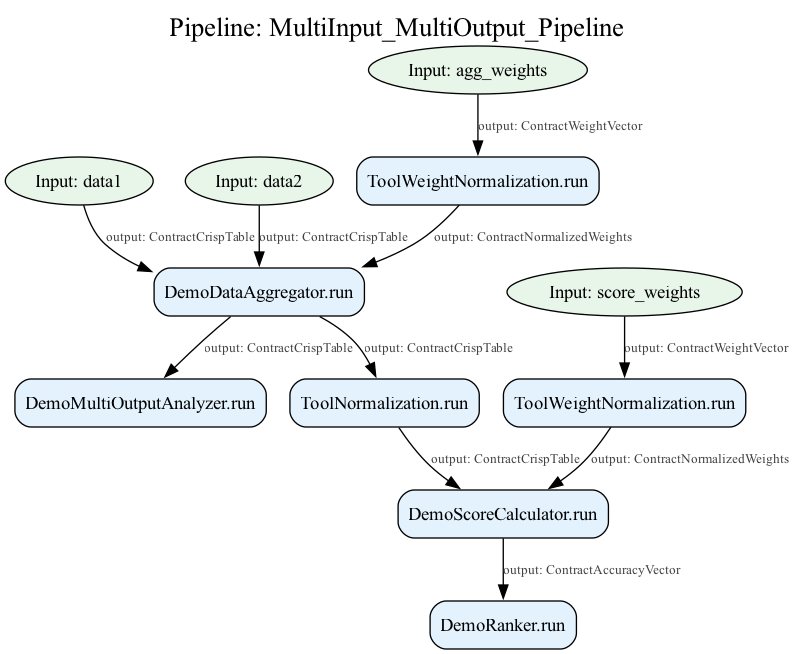 Pipeline: MultiInput_MultiOutput_Pipeline
Input: agg_weights
output: ContractWeightVector
Input: data1
Input: data2
ToolWeightNormalization.run
output: ContractCrispTable
output: ContractCrispTable
output: ContractNormalizedWeights
DemoDataAggregator.run
Input: score_weights
output: ContractCrispTable
output: ContractCrispTable
output: ContractWeightVector
DemoMultiOutputAnalyzer.run
ToolNormalization.run
ToolWeightNormalization.run
output: ContractCrispTable
output: ContractNormalizedWeights
DemoScoreCalculator.run
output: ContractAccuracyVector
DemoRanker.run